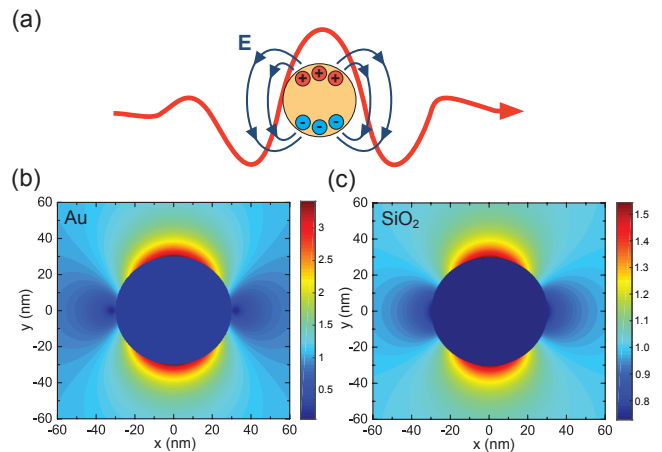 (a)
E
+ + +
- - -
(b)
(c)
Au
SiO₂
60
40
20
0
-20
-40
-60
y (nm)
-60 -40 -20 0 20 40 60
x (nm)
3
2.5
2
1.5
1
0.5
60
40
20
0
-20
-40
-60
y (nm)
-60 -40 -20 0 20 40 60
x (nm)
1.5
1.4
1.3
1.2
1.1
1.0
0.9
0.8